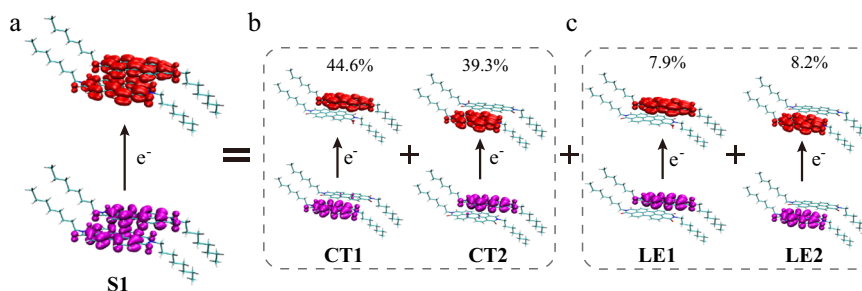 a
b
c
44.6%
39.3%
7.9%
8.2%
e-
=
e-
+
e-
+
e-
+
e-
S1
CT1
CT2
LE1
LE2